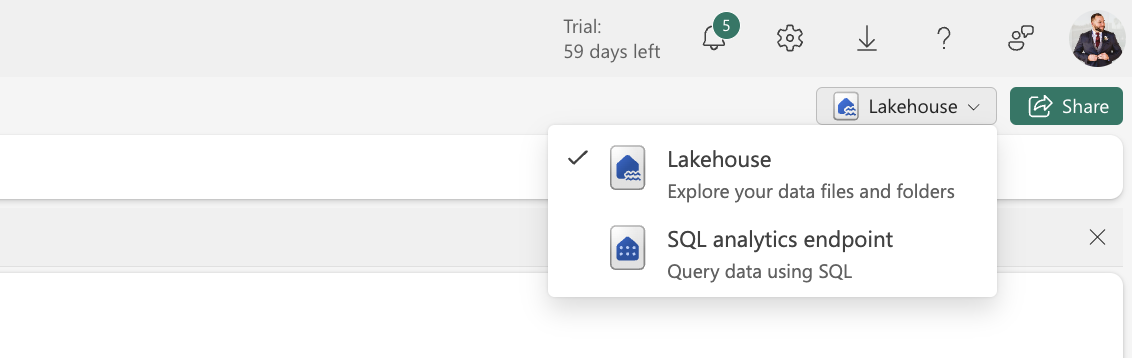 Trial:
59 days left
5
?
Lakehouse
Share
Lakehouse
Explore your data files and folders
SQL analytics endpoint
Query data using SQL